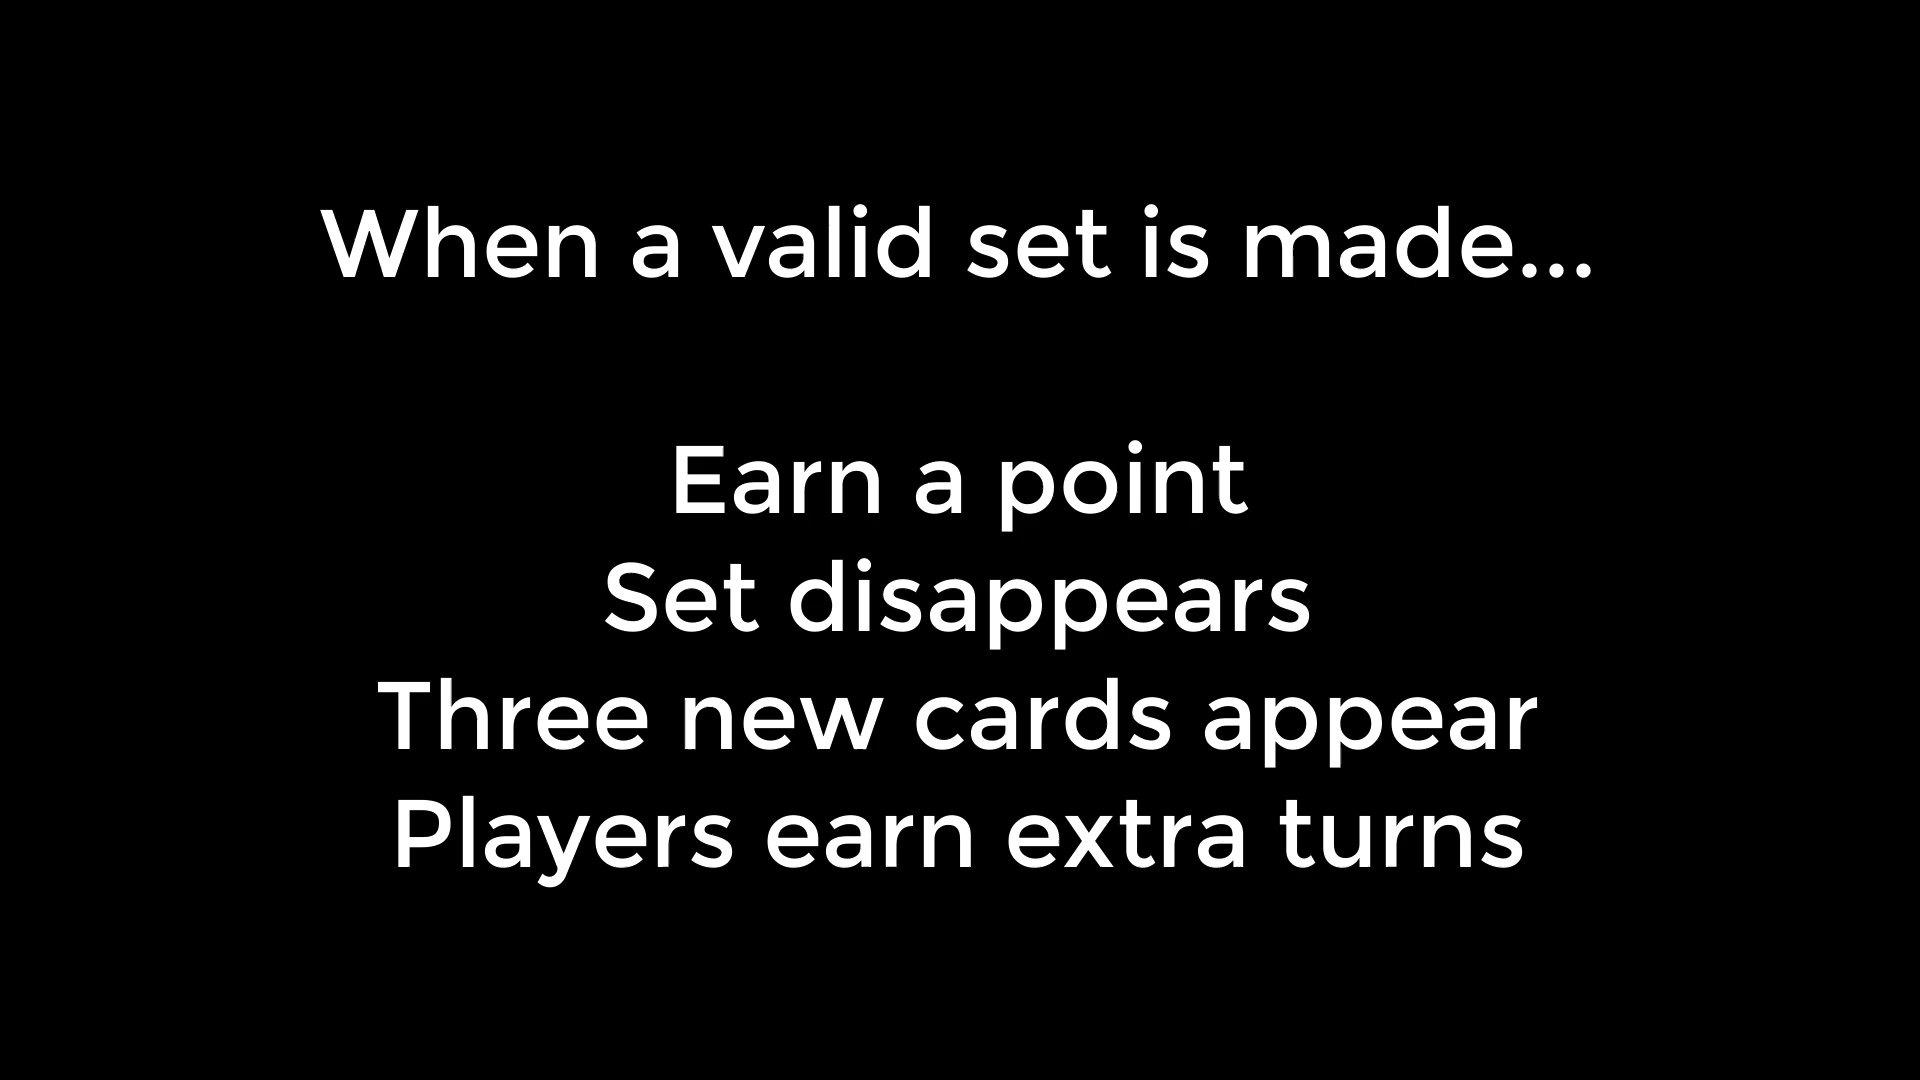 When a valid set is made...
Earn a point
Set disappears
Three new cards appear
Players earn extra turns